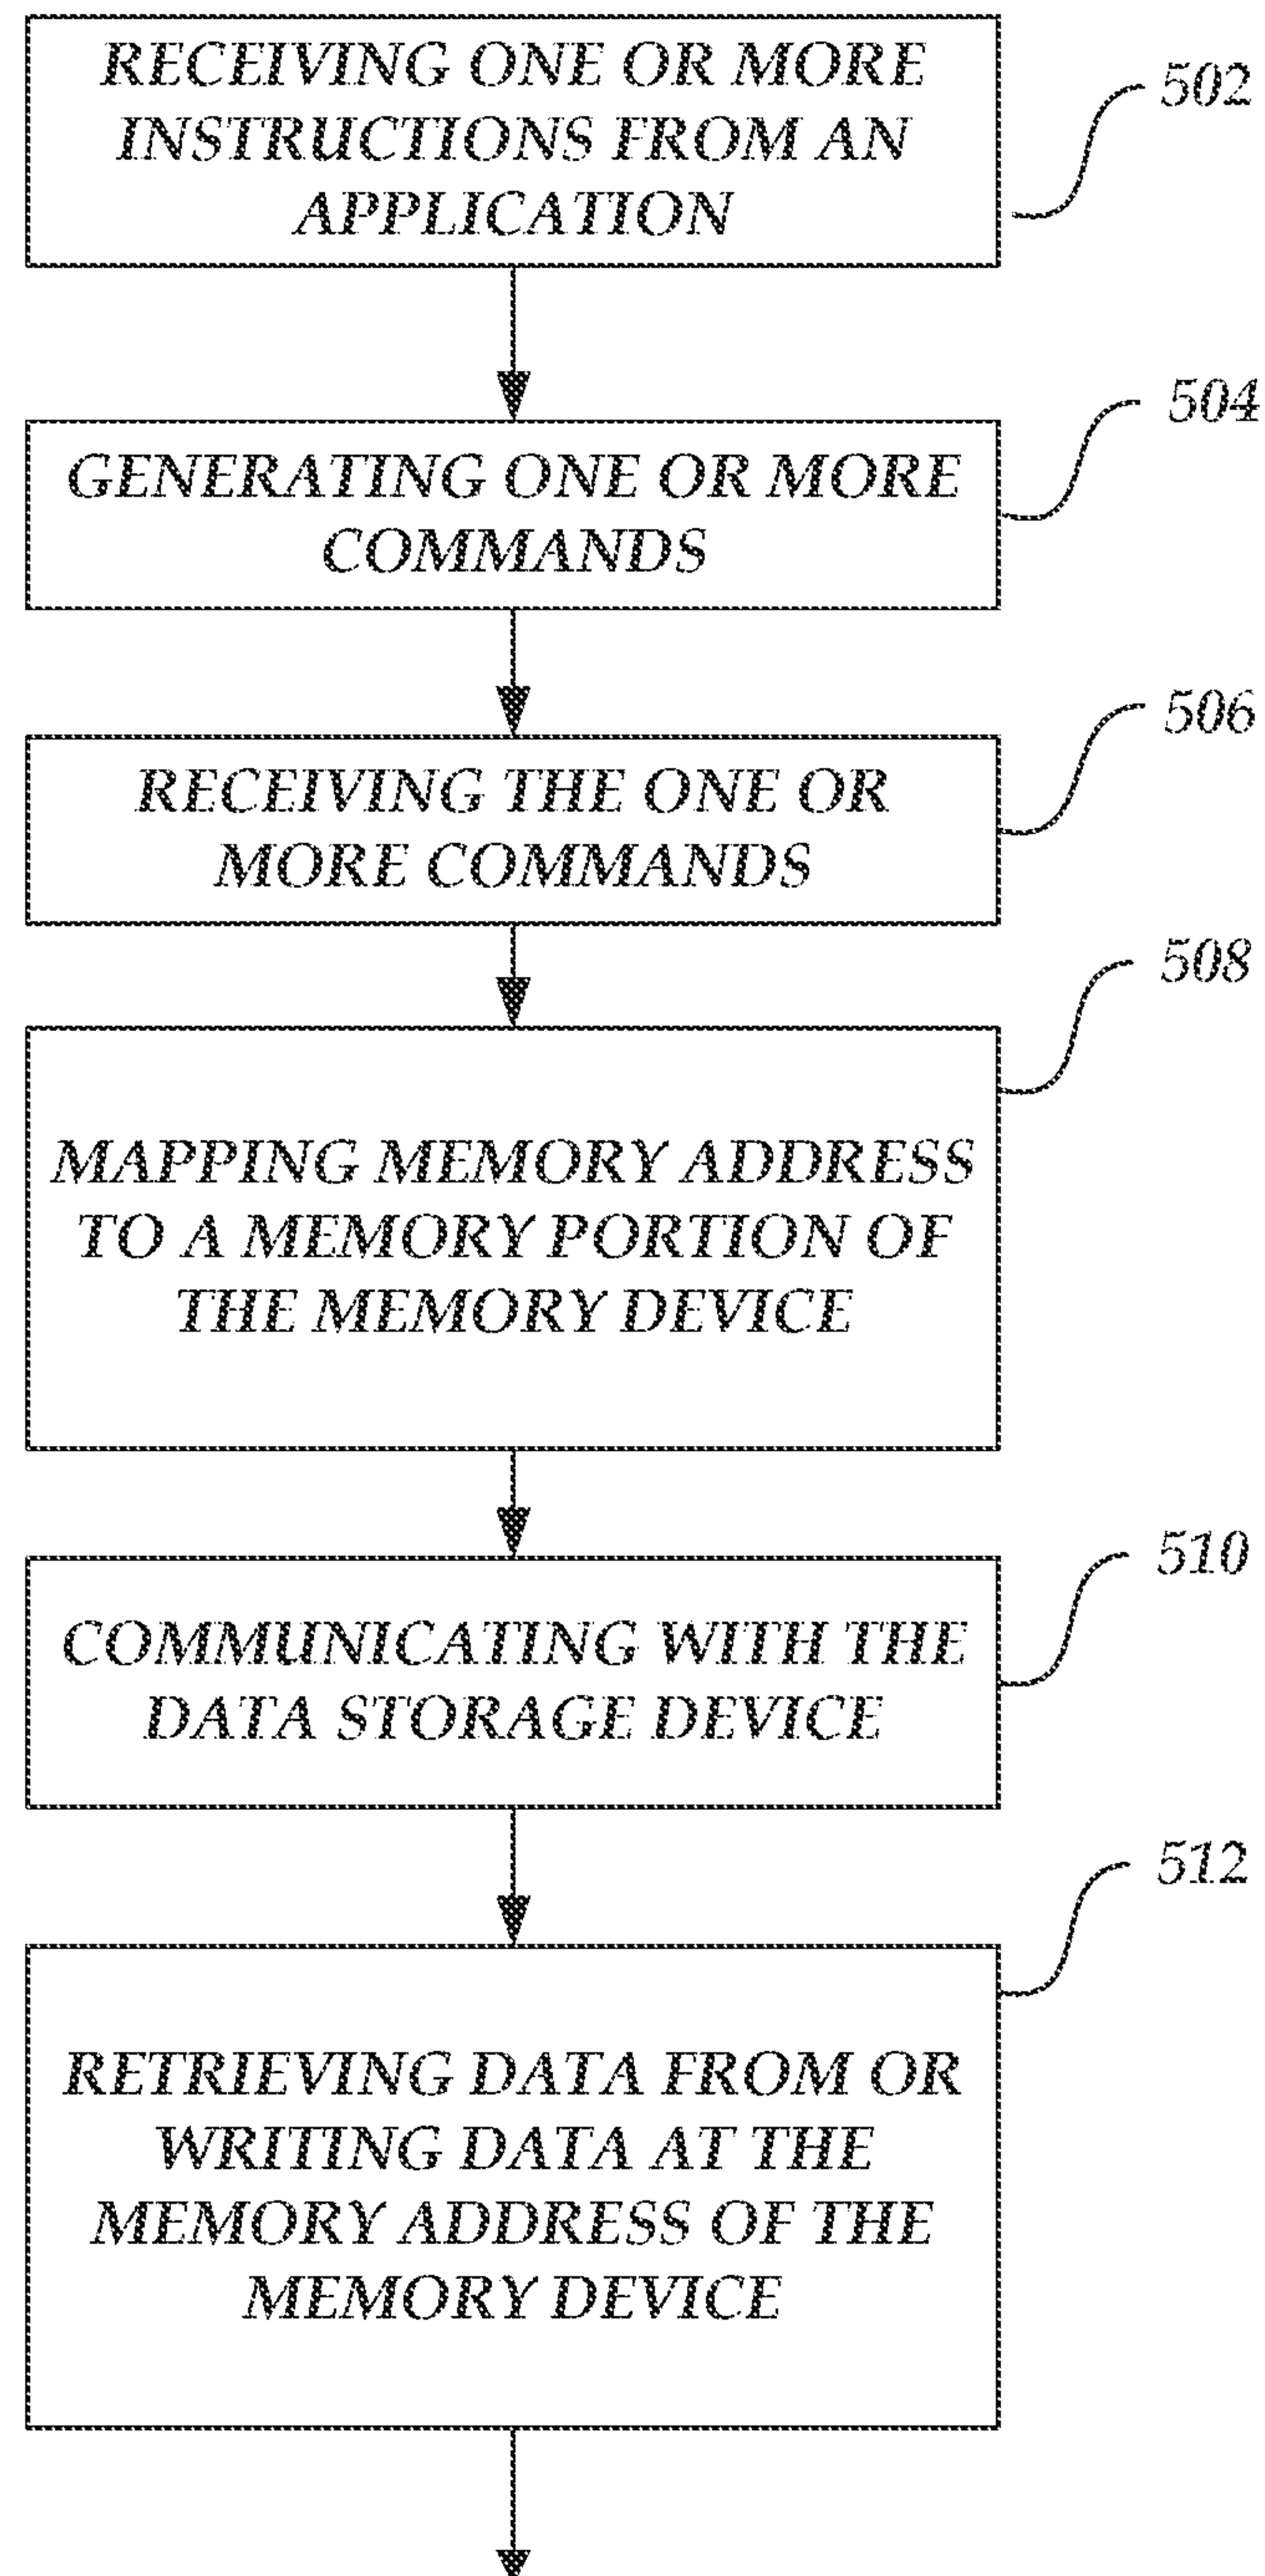 RECEIVING ONE OR MORE
INSTRUCTIONS FROM AN
APPLICATION
502
GENERATING ONE OR MORE
COMMANDS
504
RECEIVING THE ONE OR
MORE COMMANDS
506
MAPPING MEMORY ADDRESS
TO A MEMORY PORTION OF
THE MEMORY DEVICE
508
COMMUNICATING WITH THE
DATA STORAGE DEVICE
510
RETRIEVING DATA FROM OR
WRITING DATA AT THE
MEMORY ADDRESS OF THE
MEMORY DEVICE
512